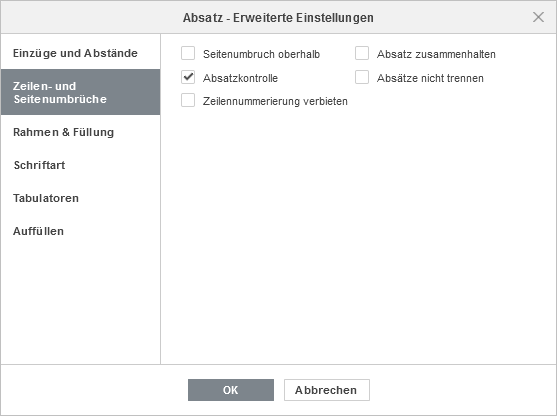 Absatz - Erweiterte Einstellungen
Einzüge und Abstände
Zeilen- und
Seitenumbrüche
Rahmen & Füllung
Schriftart
Tabulatoren
Auffüllen
Seitenumbruch oberhalb
Absatz zusammenhalten
Absatzkontrolle
Absätze nicht trennen
Zeilennummerierung verbieten
OK
Abbrechen